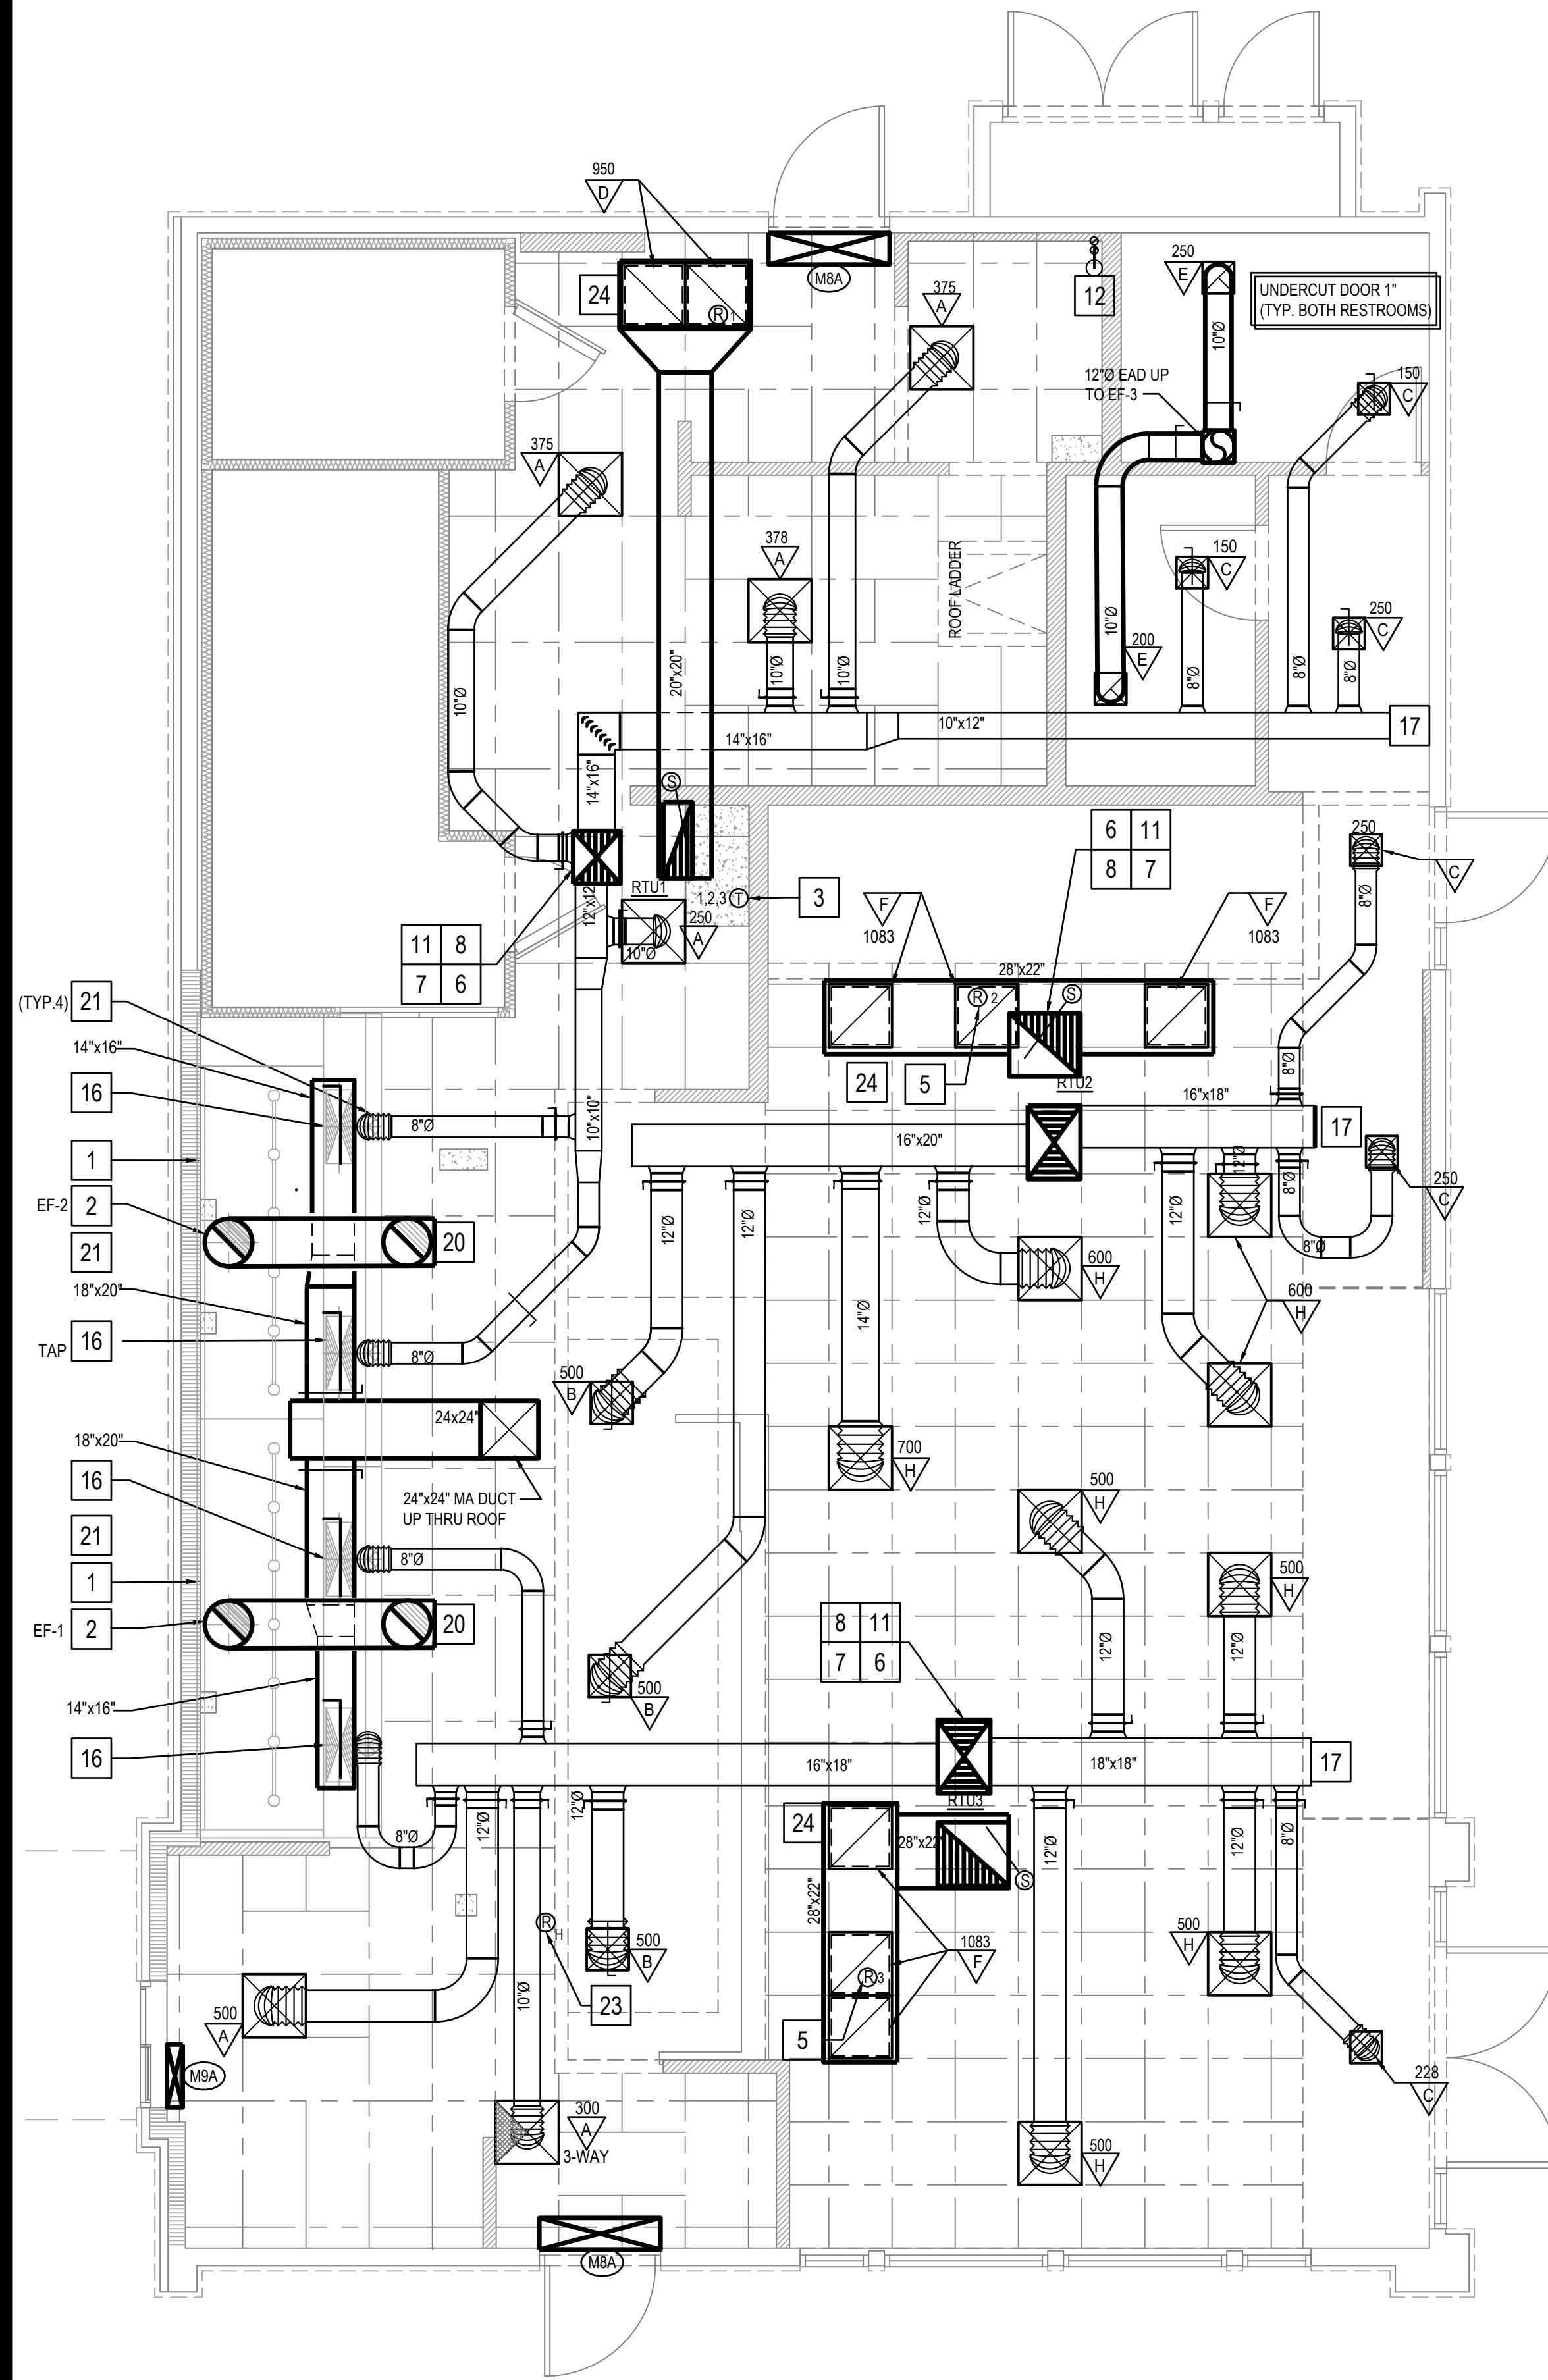 950
D
24
R 1
M8A
375
A
12
250
E
UNDERCUT DOOR 1"
(TYP. BOTH RESTROOMS)
10"Ø
12"Ø EAD UP
TO EF-3
150
C
375
A
378
A
ROOF LADDER
150
C
10"Ø
200
E
250
C
20"x20"
10"Ø
10"Ø
10"Ø
8"Ø
8"Ø
8"Ø
14"x16"
10"x12"
17
S
14"x16"
6 11
8 7
250
C
RTU1
1,2,3 T
3
12"x12"
250
A
10"Ø
11 8
7 6
F
1083
F
1083
28"x22"
8"Ø
R 2
S
(TYP.4) 21
14"x16"
24
5
RTU2
8"Ø
16
16"x18"
8"Ø
10"x10"
16"x20"
17
1
12"Ø
8"Ø
250
C
EF-2 2
21
20
12"Ø
12"Ø
12"Ø
12"Ø
8"Ø
600
H
18"x20"
600
H
14"Ø
TAP 16
8"Ø
500
B
24x24"
18"x20"
700
H
16
24"x24" MA DUCT
UP THRU ROOF
500
H
21
8"Ø
500
H
1
EF-1 2
20
8 11
7 6
12"Ø
12"Ø
500
B
14"x16"
16
16"x18"
18"x18"
17
RTU3
12"Ø
12"Ø
8"Ø
24
28"x22"
12"Ø
12"Ø
8"Ø
S
28"x22"
R H
500
B
1083
F
500
H
R 3
10"Ø
23
5
500
A
M9A
228
C
300
A
3-WAY
500
H
M8A